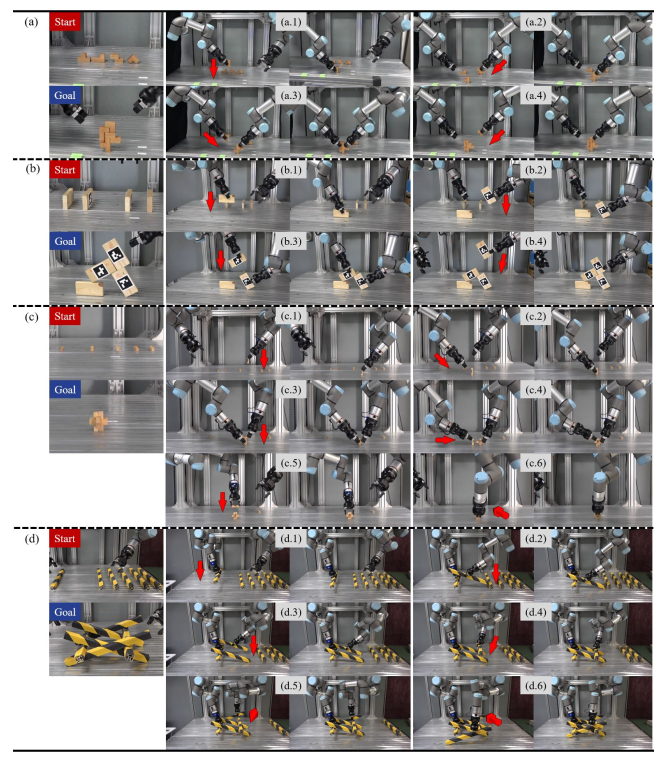 (a)
Start
(a.1)
(a.2)
Goal
(a.3)
(a.4)
(b)
Start
(b.1)
(b.2)
Goal
(b.3)
(b.4)
(c)
Start
(c.1)
(c.2)
Goal
(c.3)
(c.4)
(c.5)
(c.6)
(d)
Start
(d.1)
(d.2)
Goal
(d.3)
(d.4)
(d.5)
(d.6)